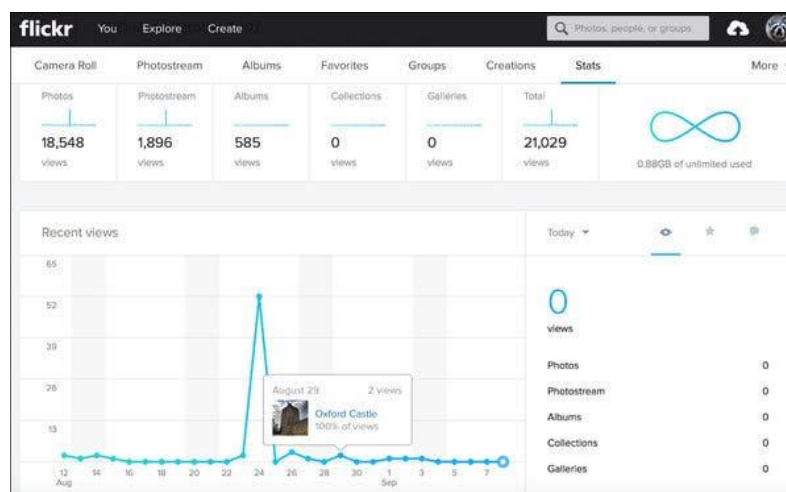 flickr You Explore Create Photos, people, or groups
Camera Roll Photostream Albums Favorites Groups Creations Stats More
Photos Photostream Albums Collections Galleries Total
18,548 1,896 585 0 0 21,029
views views views views views views 0.88GB of unlimited used
Recent views Today
65
52
39
26
13
August 29 2 views
Oxford Castle
100% of views
12 14 16 18 20 22 24 26 28 30 1 3 5 7
Aug Sep
0
views
Photos 0
Photostream 0
Albums 0
Collections 0
Galleries 0